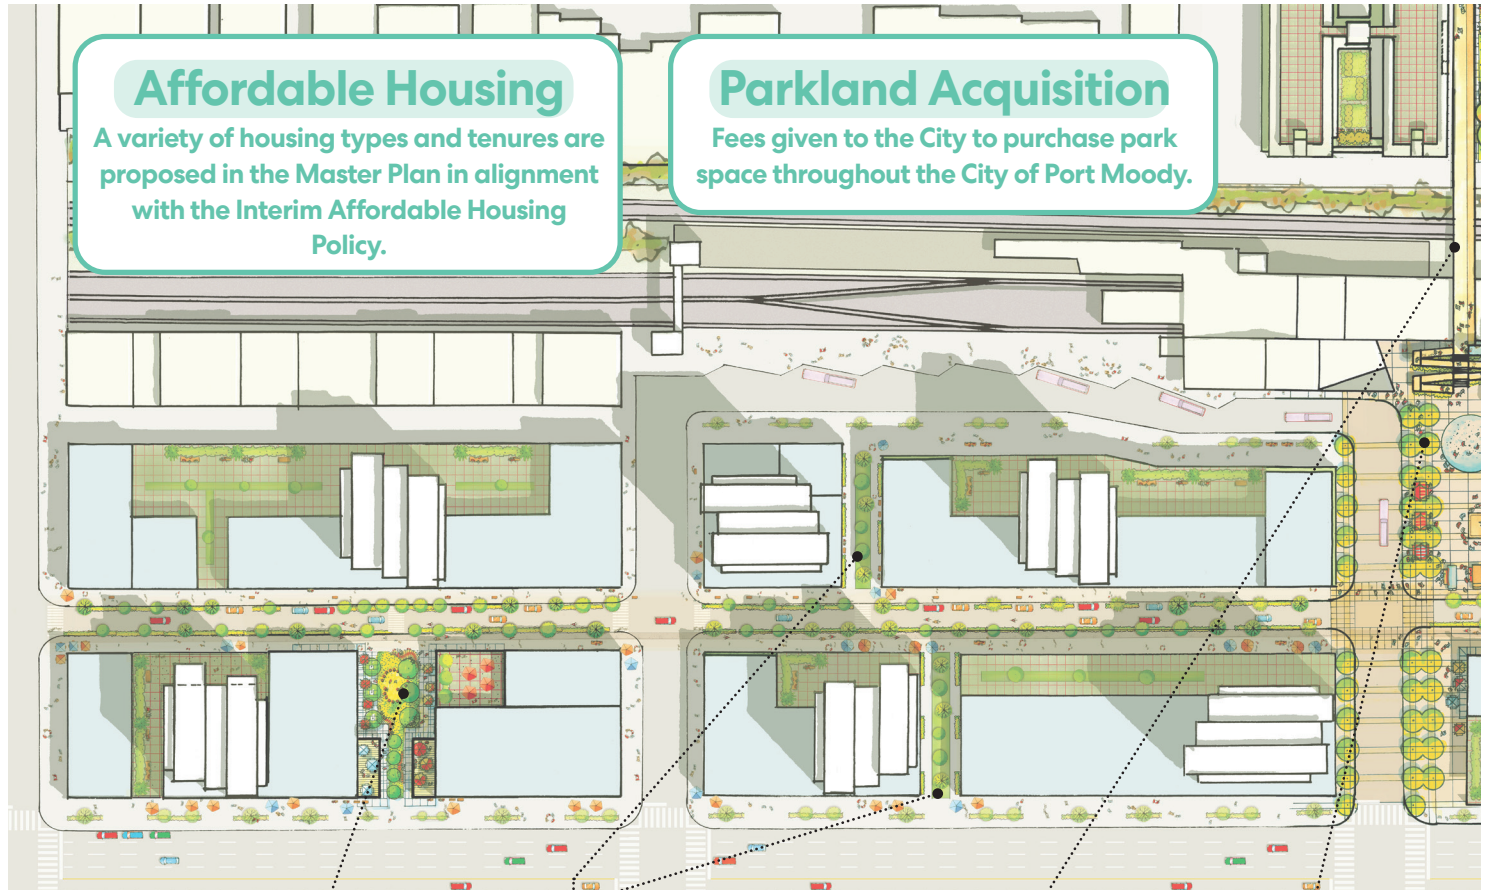 Affordable Housing
A variety of housing types and tenures are
proposed in the Master Plan in alignment
with the Interim Affordable Housing
Policy.
Parkland Acquisition
Fees given to the City to purchase park
space throughout the City of Port Moody.